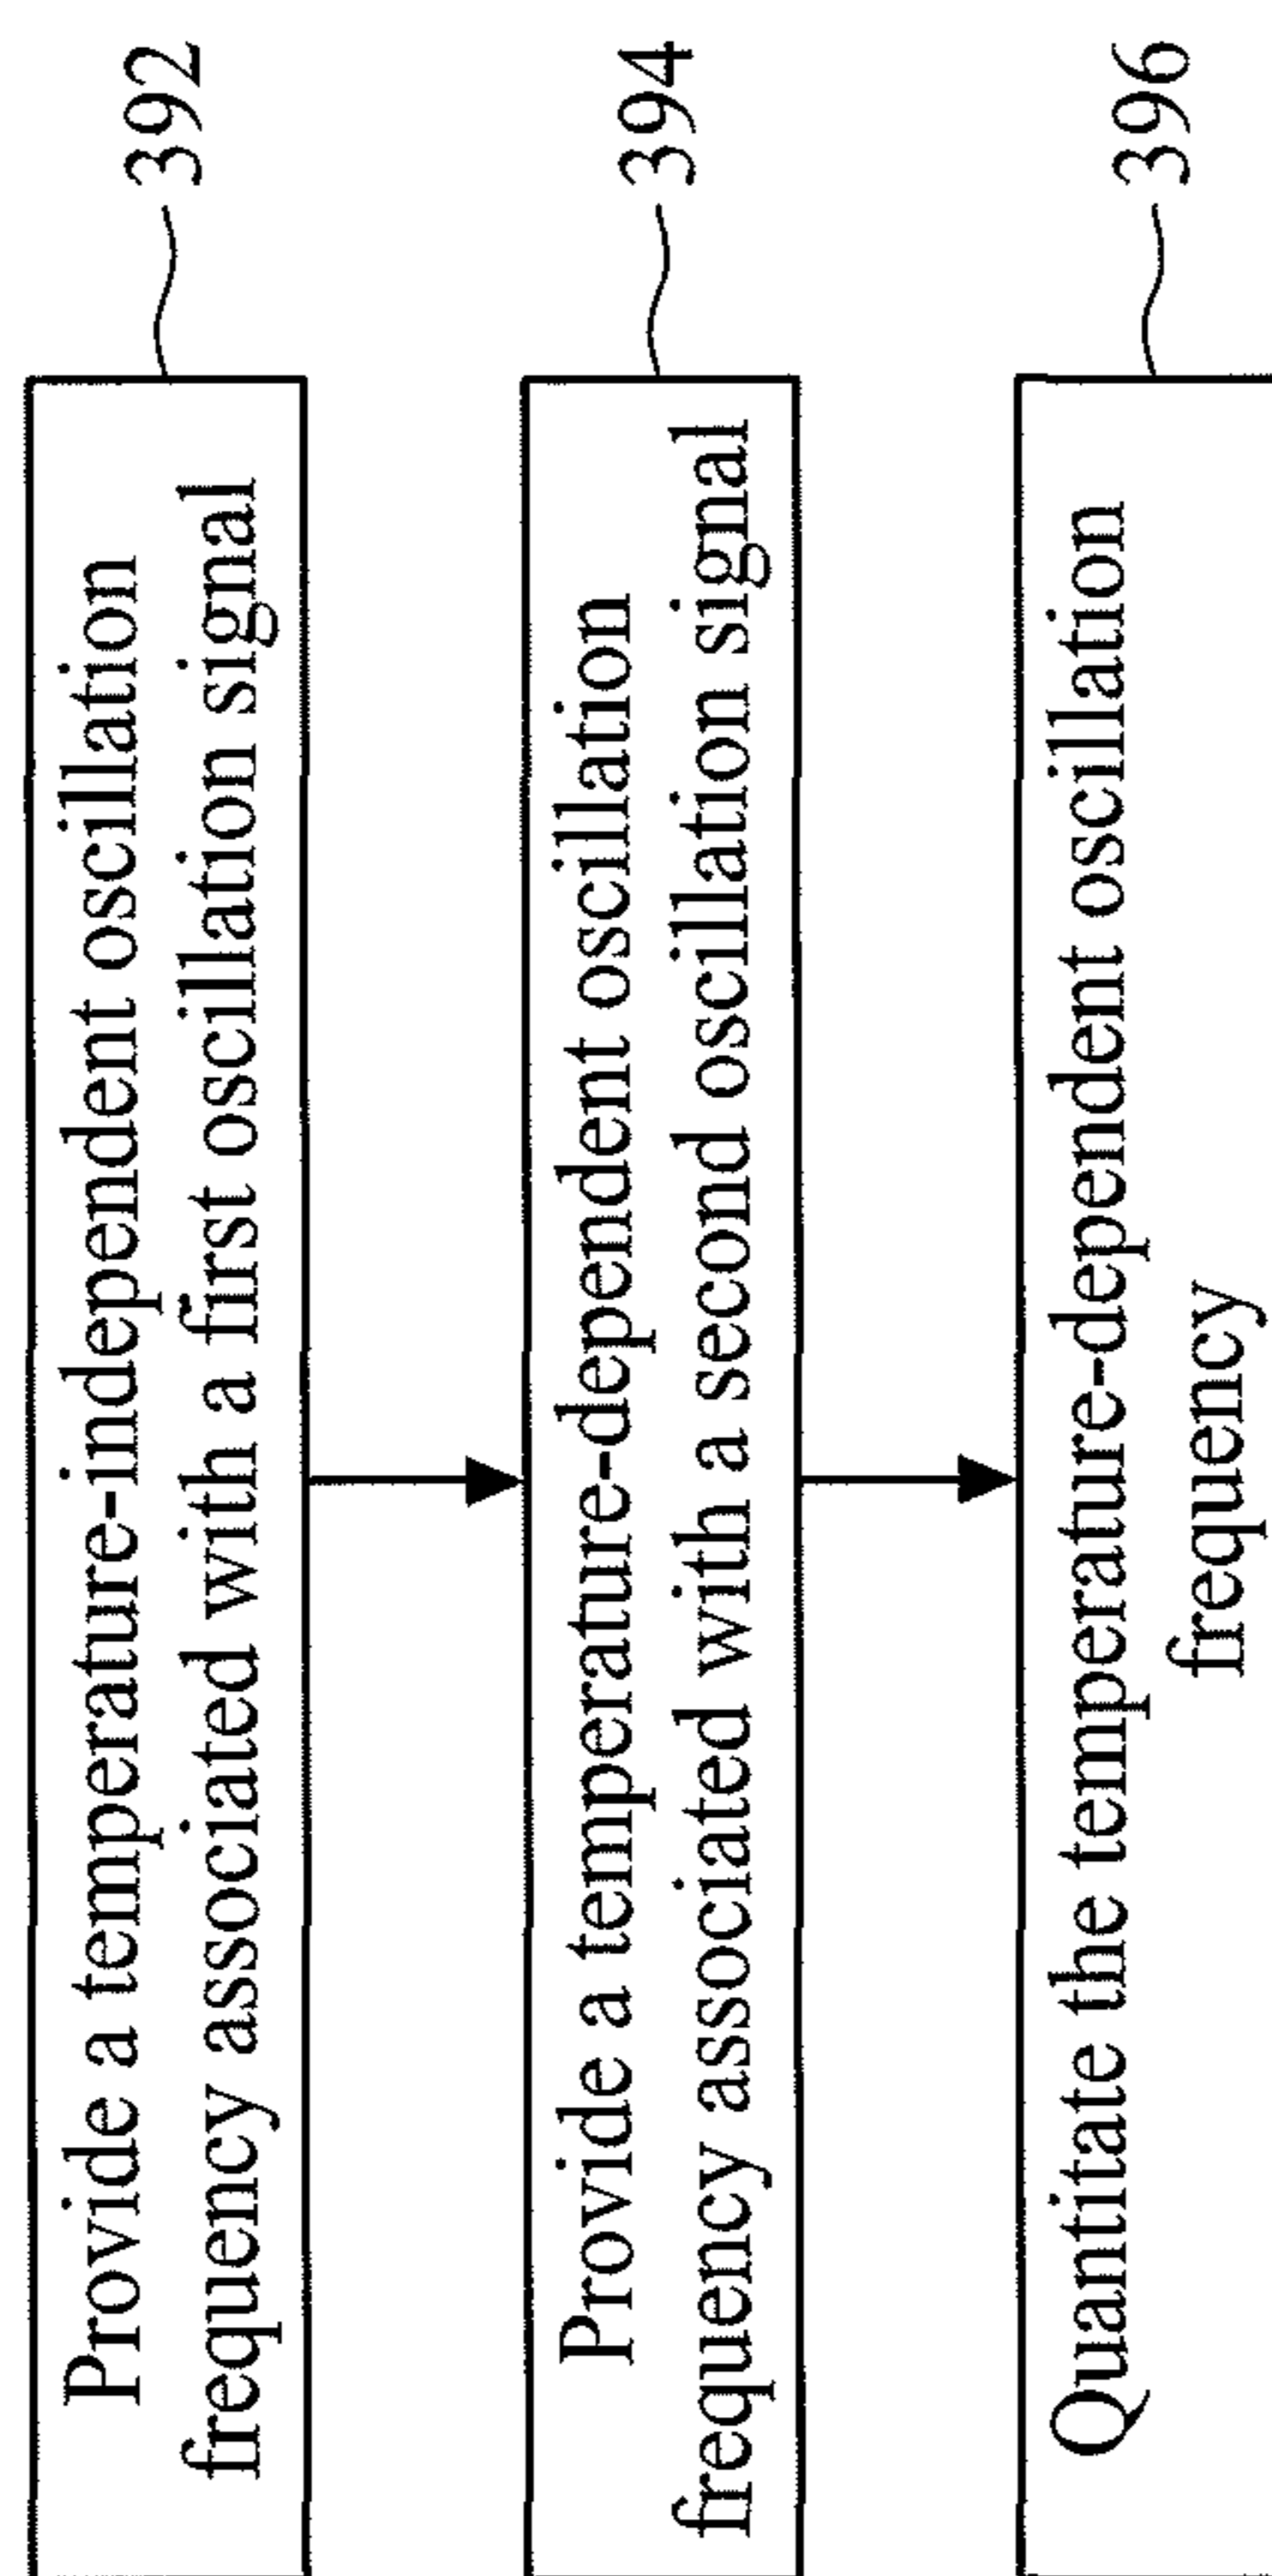 Provide a temperature-independent oscillation
frequency associated with a first oscillation signal
392
Provide a temperature-dependent oscillation
frequency associated with a second oscillation signal
394
Quantitate the temperature-dependent oscillation
frequency
396